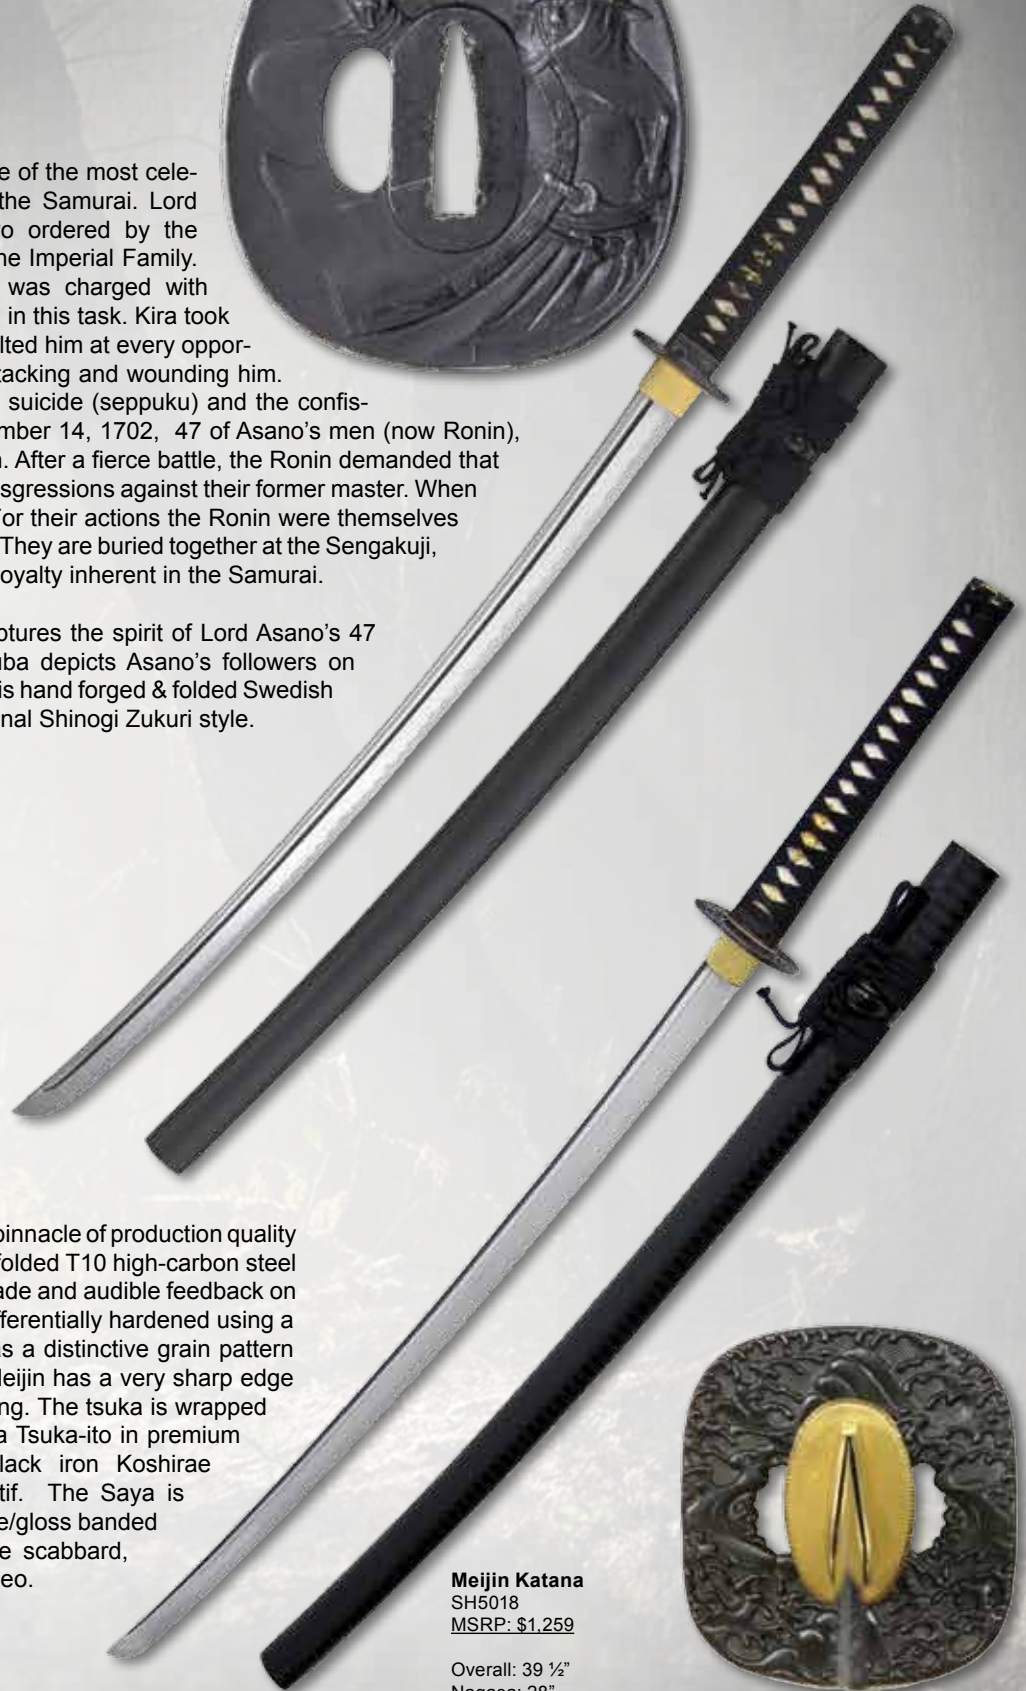 e of the most cele-
the Samurai. Lord
o ordered by the
ne Imperial Family.
was charged with
in this task. Kira took
lted him at every oppor-
tacking and wounding him.
suicide (seppuku) and the confis-
mber 14, 1702, 47 of Asano's men (now Ronin),
n. After a fierce battle, the Ronin demanded that
sgressions against their former master. When
or their actions the Ronin were themselves
They are buried together at the Sengakuji,
oyalty inherent in the Samurai.
ptures the spirit of Lord Asano's 47
uba depicts Asano's followers on
is hand forged & folded Swedish
nal Shinogi Zukuri style.
pinnacle of production quality
folded T10 high-carbon steel
ade and audible feedback on
fferentially hardened using a
as a distinctive grain pattern
Meijin has a very sharp edge
ng. The tsuka is wrapped
a Tsuka-ito in premium
lack iron Koshirae
tif. The Saya is
e/gloss banded
e scabbard,
eo.
Meijin Katana
SH5018
MSRP: $1,259
Overall: 39 ½”
Nagasa: 28”